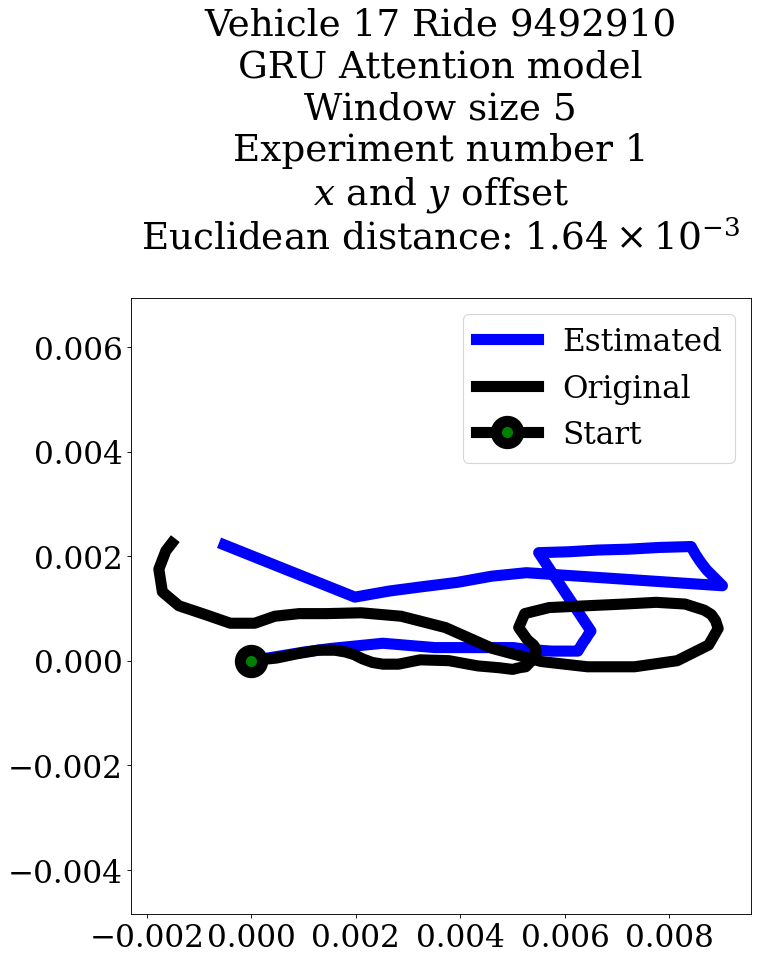 Vehicle 17 Ride 9492910
GRU Attention model
Window size 5
Experiment number 1
x and y offset
Euclidean distance: 1.64 × 10⁻³
Estimated
Original
Start
0.006
0.004
0.002
0.000
−0.002
−0.004
−0.002 0.000 0.002 0.004 0.006 0.008